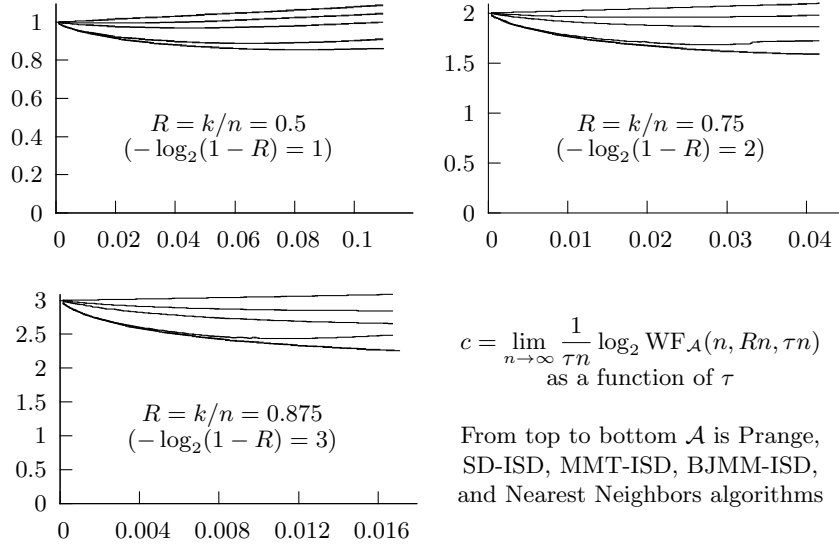 1
0.8
0.6
0.4
0.2
0
R = k/n = 0.5
(− log₂(1 − R) = 1)
0 0.02 0.04 0.06 0.08 0.1
2
1.5
1
0.5
0
R = k/n = 0.75
(− log₂(1 − R) = 2)
0 0.01 0.02 0.03 0.04
3
2.5
2
1.5
1
0.5
0
R = k/n = 0.875
(− log₂(1 − R) = 3)
0 0.004 0.008 0.012 0.016
c = lim n→∞ 1/τn log₂ WF_𝒜(n, Rn, τn)
as a function of τ
From top to bottom 𝒜 is Prange,
SD-ISD, MMT-ISD, BJMM-ISD,
and Nearest Neighbors algorithms